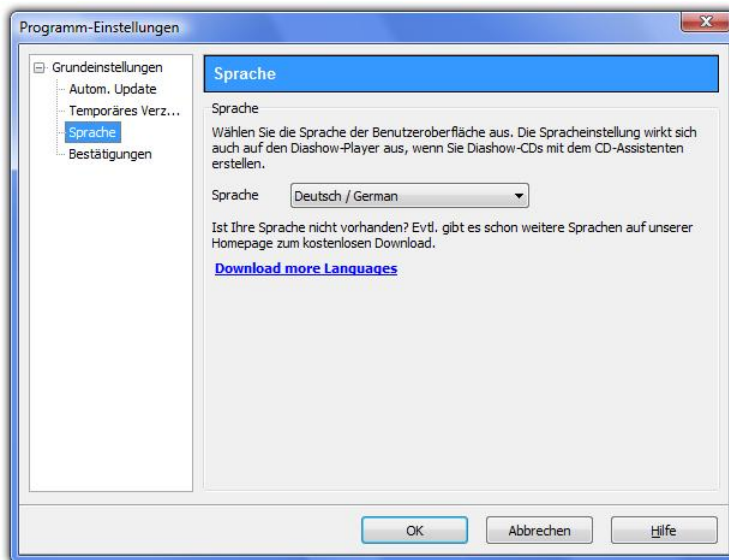 Programm-Einstellungen
Grundeinstellungen
Autom. Update
Temporäres Verz...
Sprache
Bestätigungen
Sprache
Sprache
Wählen Sie die Sprache der Benutzeroberfläche aus. Die Spracheinstellung wirkt sich
auch auf den Diashow-Player aus, wenn Sie Diashow-CDs mit dem CD-Assistenten
erstellen.
Sprache Deutsch / German
Ist Ihre Sprache nicht vorhanden? Evtl. gibt es schon weitere Sprachen auf unserer
Homepage zum kostenlosen Download.
Download more Languages
OK Abbrechen Hilfe